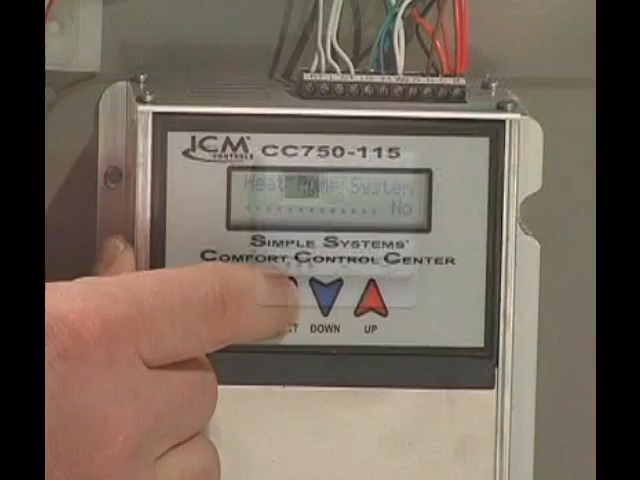 ICM
CONTROLS
CC750-115
Heat Pump System
No
SIMPLE SYSTEMS
COMFORT CONTROL CENTER
DOWN UP